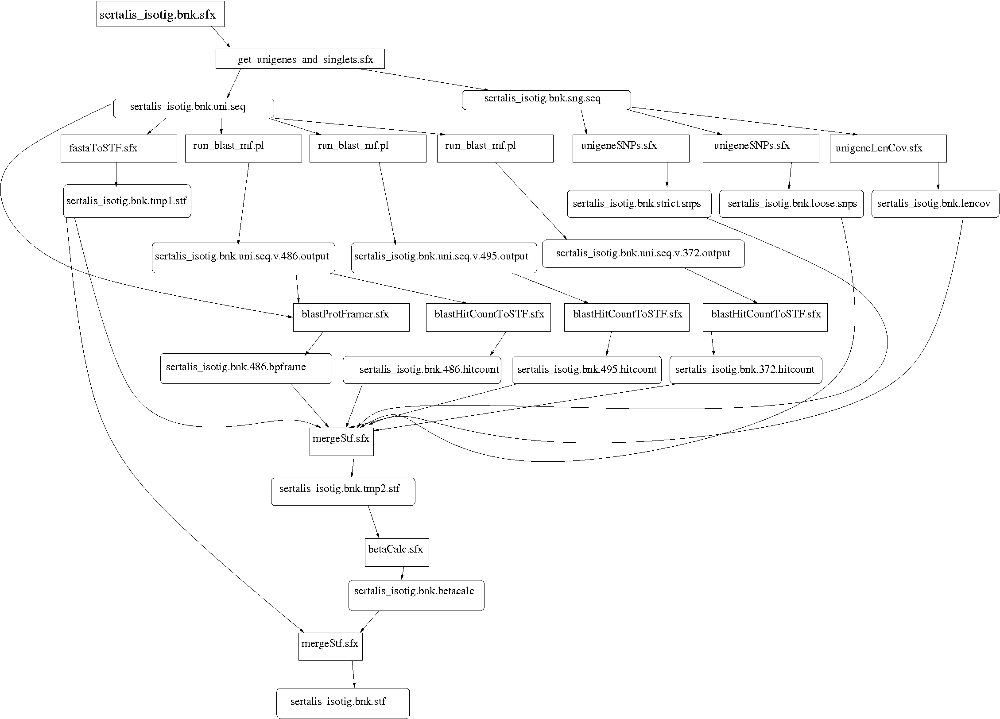 sertalis_isotig.bnk.sfx
get_unigenes_and_singlets.sfx
sertalis_isotig.bnk.uni.seq
sertalis_isotig.bnk.sng.seq
fastaToSTF.sfx
run_blast_mf.pl
run_blast_mf.pl
run_blast_mf.pl
unigeneSNPs.sfx
unigeneSNPs.sfx
unigeneLenCov.sfx
sertalis_isotig.bnk.tmp1.stf
sertalis_isotig.bnk.strict.snps
sertalis_isotig.bnk.loose.snps
sertalis_isotig.bnk.lencov
sertalis_isotig.bnk.uni.seq.v.486.output
sertalis_isotig.bnk.uni.seq.v.495.output
sertalis_isotig.bnk.uni.seq.v.372.output
blastProtFramer.sfx
blastHitCountToSTF.sfx
blastHitCountToSTF.sfx
blastHitCountToSTF.sfx
sertalis_isotig.bnk.486.bpframe
sertalis_isotig.bnk.486.hitcount
sertalis_isotig.bnk.495.hitcount
sertalis_isotig.bnk.372.hitcount
mergeStf.sfx
sertalis_isotig.bnk.tmp2.stf
betaCalc.sfx
sertalis_isotig.bnk.betacalc
mergeStf.sfx
sertalis_isotig.bnk.stf